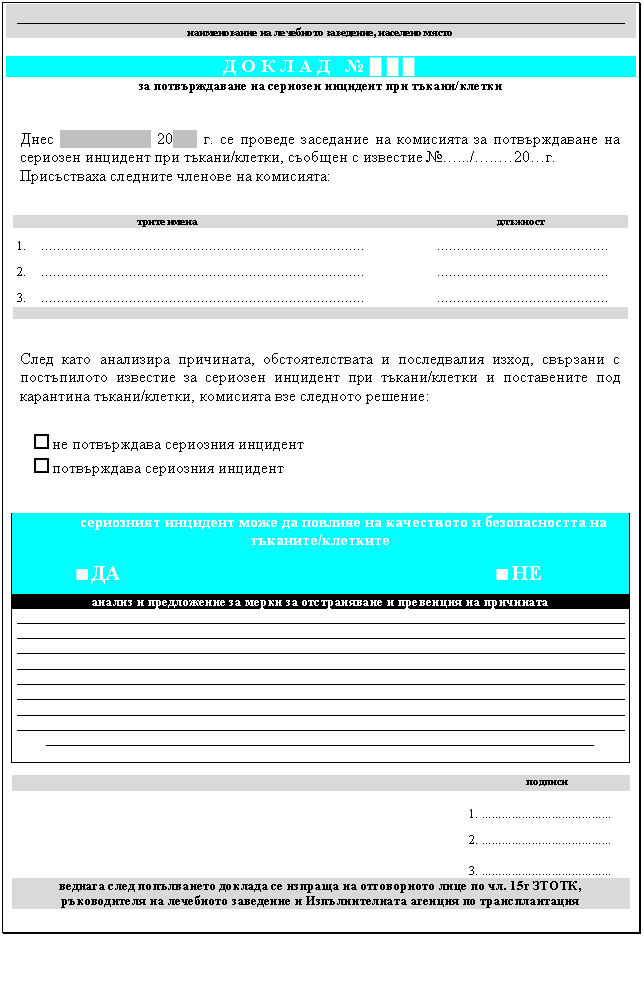 наименование на лечебното заведение, населено място
ДОКЛАД №
за потвърждаване на сериозен инцидент при тъкани/клетки
Днес 20 г. се проведе заседание на комисията за потвърждаване на
сериозен инцидент при тъкани/клетки, съобщен с известие №….../……..20…г.
Присъстваха следните членове на комисията:
трите имена длъжност
1. ……………………………………………………………… ………………………………….
2. ……………………………………………………………… ………………………………….
3. ……………………………………………………………… ………………………………….
След като анализира причината, обстоятелствата и последвалия изход, свързани с
постъпилото известие за сериозен инцидент при тъкани/клетки и поставените под
карантина тъкани/клетки, комисията взе следното решение:
не потвърждава сериозния инцидент
потвърждава сериозния инцидент
сериозният инцидент може да повлияе на качеството и безопасността на
тъканите/клетките
ДА НЕ
анализ и предложение за мерки за отстраняване и превенция на причината
подписи
1. ………………………………….
2. ………………………………….
3. ………………………………….
веднага след попълването доклада се изпраща на отговорното лице по чл. 15г ЗТОТК,
ръководителя на лечебното заведение и Изпълнителната агенция по трансплантация